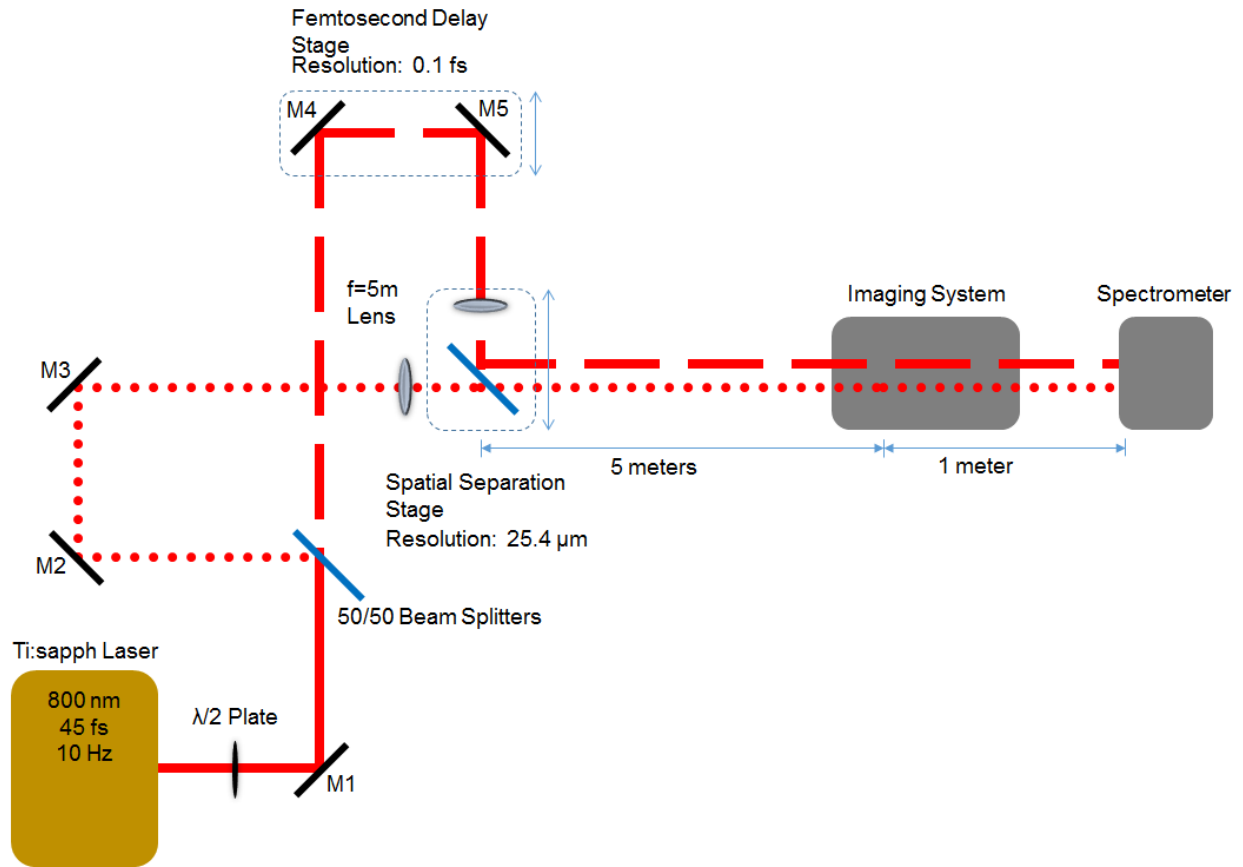 Femtosecond Delay
Stage
Resolution:  0.1 fs
M4
M5
f=5m
Lens
Imaging System
Spectrometer
M3
5 meters
1 meter
Spatial Separation
Stage
Resolution:  25.4 μm
M2
50/50 Beam Splitters
Ti:sapph Laser
800 nm
45 fs
10 Hz
λ/2 Plate
M1